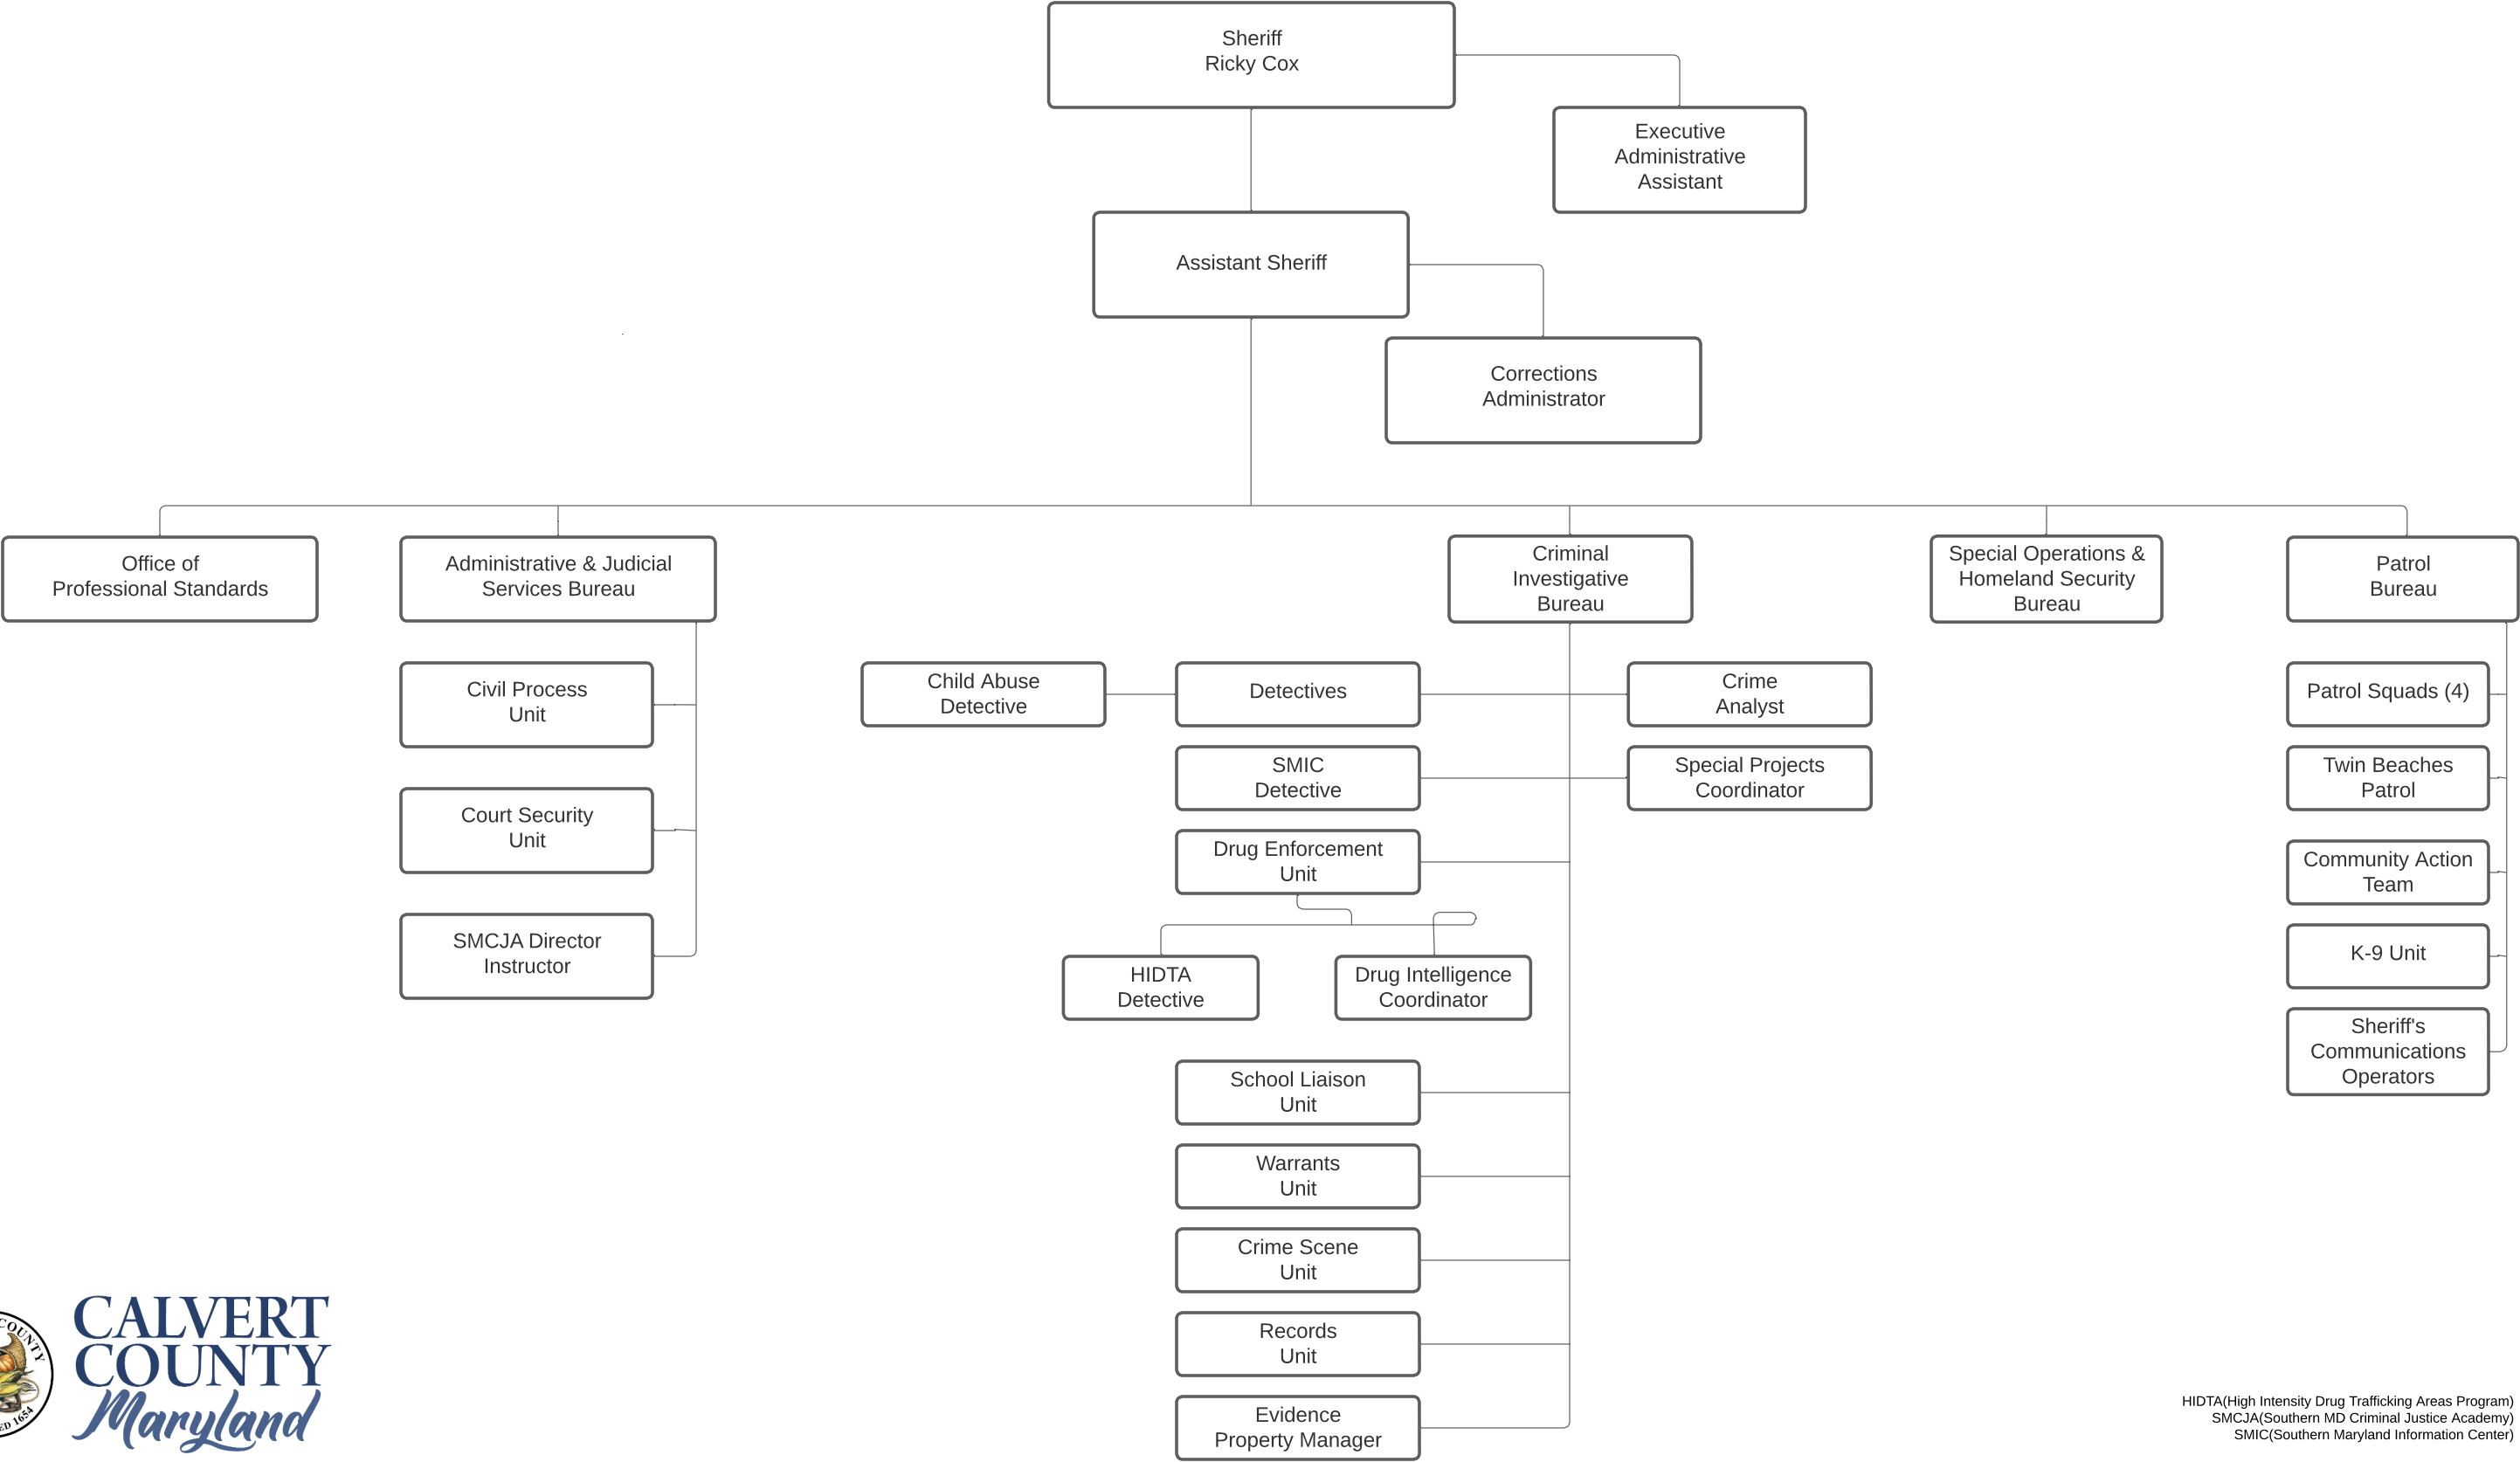 Sheriff
Ricky Cox
Executive
Administrative
Assistant
Assistant Sheriff
Corrections
Administrator
Office of
Professional Standards
Administrative & Judicial
Services Bureau
Criminal
Investigative
Bureau
Special Operations &
Homeland Security
Bureau
Patrol
Bureau
Civil Process
Unit
Court Security
Unit
SMCJA Director
Instructor
Child Abuse
Detective
Detectives
Crime
Analyst
SMIC
Detective
Special Projects
Coordinator
Drug Enforcement
Unit
HIDTA
Detective
Drug Intelligence
Coordinator
School Liaison
Unit
Warrants
Unit
Crime Scene
Unit
Records
Unit
Evidence
Property Manager
Patrol Squads (4)
Twin Beaches
Patrol
Community Action
Team
K-9 Unit
Sheriff's
Communications
Operators
COUNTY
ED 1654
CALVERT
COUNTY
Maryland
HIDTA(High Intensity Drug Trafficking Areas Program)
SMCJA(Southern MD Criminal Justice Academy)
SMIC(Southern Maryland Information Center)